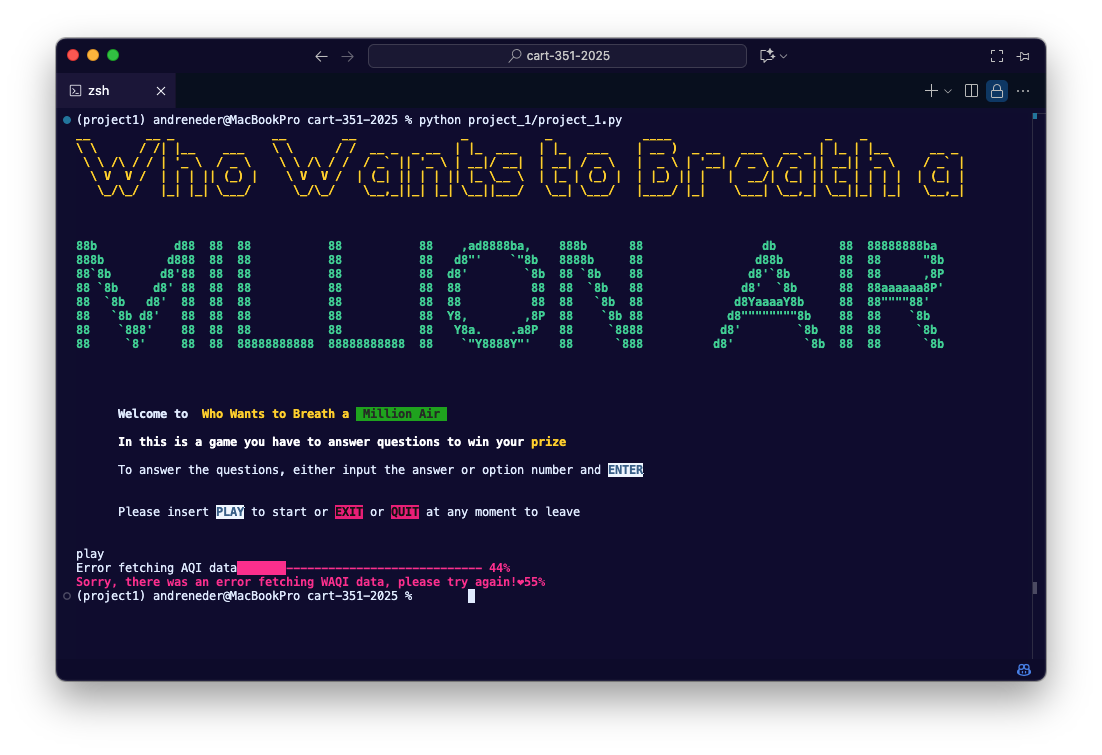 cart-351-2025
zsh
(project1) andreneder@MacBookPro cart-351-2025 % python project_1/project_1.py
Who Wants to Breath a
MILLION AIR
Welcome to Who Wants to Breath a Million Air
In this is a game you have to answer questions to win your prize
To answer the questions, either input the answer or option number and ENTER
Please insert PLAY to start or EXIT or QUIT at any moment to leave
play
Error fetching AQI data 44%
Sorry, there was an error fetching WAQI data, please try again!♥55%
(project1) andreneder@MacBookPro cart-351-2025 %